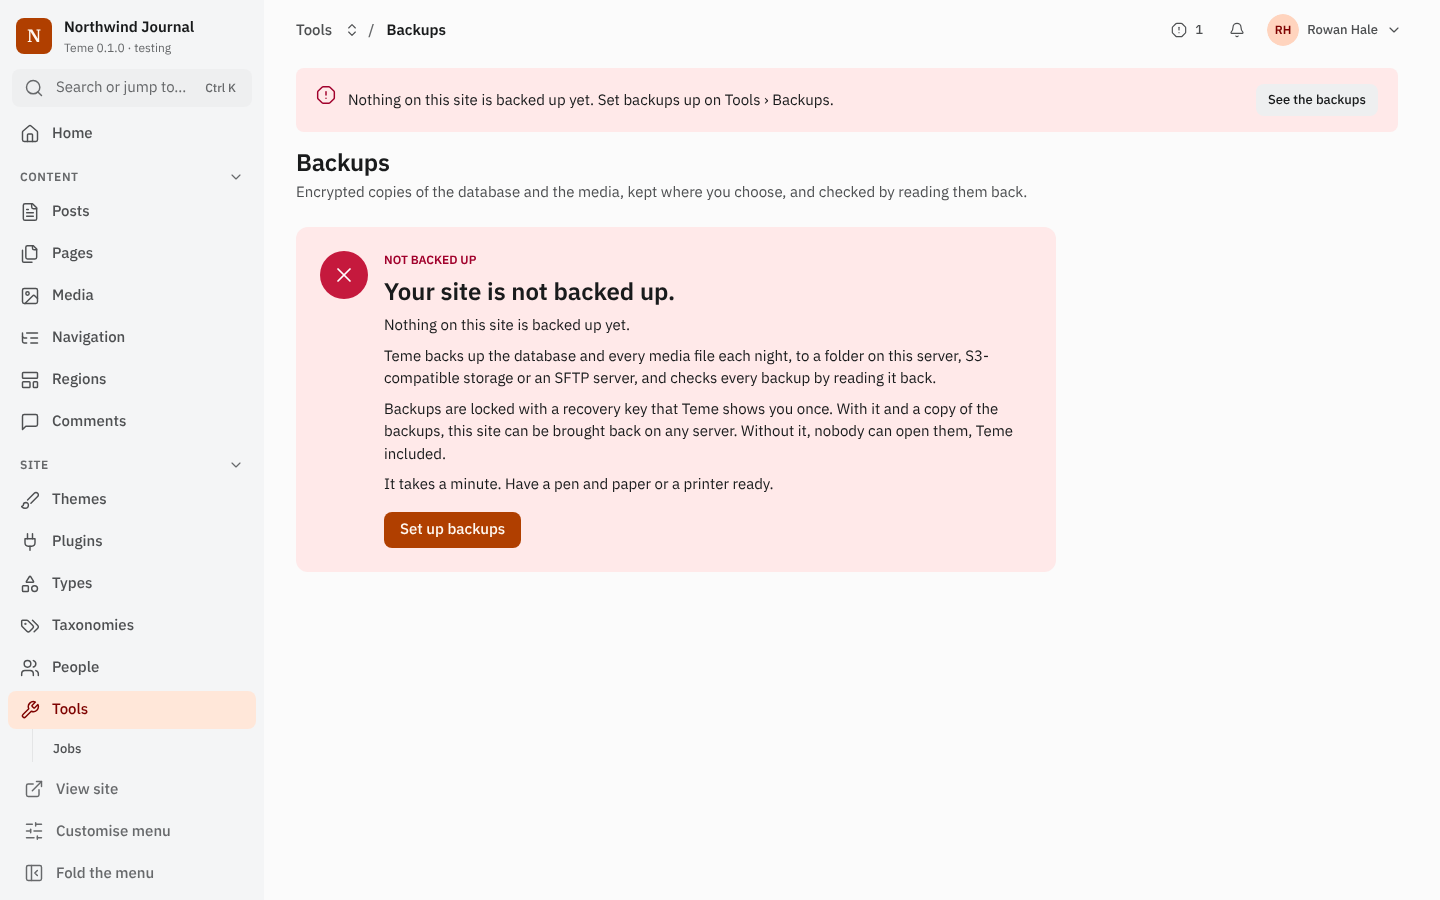 N
Northwind Journal
Teme 0.1.0 · testing
Search or jump to...
Ctrl K
Home
CONTENT
Posts
Pages
Media
Navigation
Regions
Comments
SITE
Themes
Plugins
Types
Taxonomies
People
Tools
Jobs
View site
Customise menu
Fold the menu
Tools / Backups
1
RH
Rowan Hale
Nothing on this site is backed up yet. Set backups up on Tools › Backups.
See the backups
Backups
Encrypted copies of the database and the media, kept where you choose, and checked by reading them back.
NOT BACKED UP
Your site is not backed up.
Nothing on this site is backed up yet.
Teme backs up the database and every media file each night, to a folder on this server, S3-
compatible storage or an SFTP server, and checks every backup by reading it back.
Backups are locked with a recovery key that Teme shows you once. With it and a copy of the
backups, this site can be brought back on any server. Without it, nobody can open them, Teme
included.
It takes a minute. Have a pen and paper or a printer ready.
Set up backups